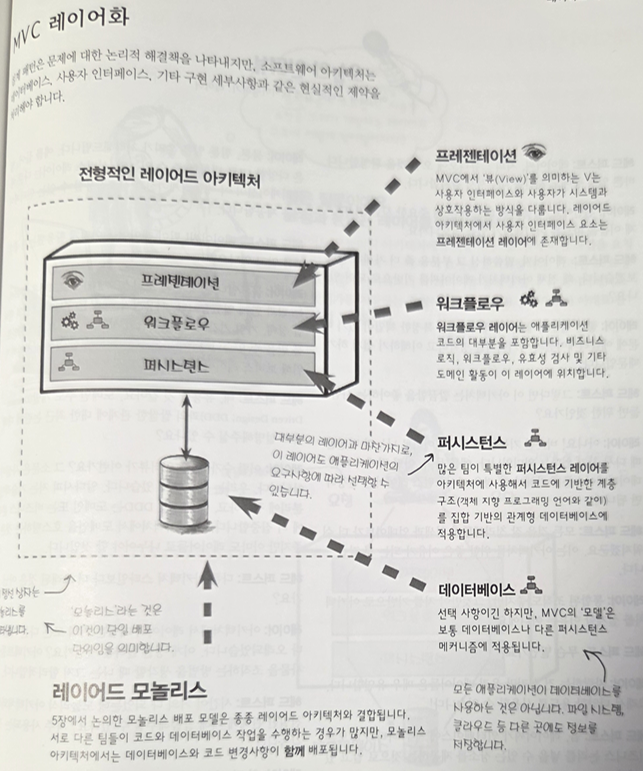 MVC 레이어화
패턴은 문제에 대한 논리적 해결책을 나타내지만, 소프트웨어 아키텍처는
사용자 인터페이스, 기타 구현 세부사항과 같은 현실적인 제약을
합니다.
전형적인 레이어드 아키텍처
프레젠테이션
워크플로우
퍼시스턴스
프레젠테이션
MVC에서 '뷰(View)'를 의미하는 V는
사용자 인터페이스와 사용자가 시스템과
상호작용하는 방식을 다룹니다. 레이어드
아키텍처에서 사용자 인터페이스 요소는
프레젠테이션 레이어에 존재합니다.
워크플로우
워크플로우 레이어는 애플리케이션
코드의 대부분을 포함합니다. 비즈니스
로직, 워크플로우, 유효성 검사 및 기타
도메인 활동이 이 레이어에 위치합니다.
대부분의 레이어와 마찬가지로,
이 레이어도 애플리케이션의
요구사항에 따라 선택할 수
있습니다.
퍼시스턴스
많은 팀이 특별한 퍼시스턴스 레이어를
아키텍처에 사용해서 코드에 기반한 계층
구조(객체 지향 프로그래밍 언어와 같이)
를 집합 기반의 관계형 데이터베이스에
적용합니다.
데이터베이스
선택 사항이긴 하지만, MVC의 '모델'은
보통 데이터베이스나 다른 퍼시스턴스
메커니즘에 적용됩니다.
모든 애플리케이션이 데이터베이스를
사용하는 것은 아닙니다. 파일 시스템,
클라우드 등 다른 곳에도 정보를
저장합니다.
'모놀리스'라는 것은
이것이 단일 배포
단위임을 의미합니다.
레이어드 모놀리스
5장에서 논의한 모놀리스 배포 모델은 종종 레이어드 아키텍처와 결합됩니다.
서로 다른 팀들이 코드와 데이터베이스 작업을 수행하는 경우가 많지만, 모놀리스
아키텍처에서는 데이터베이스와 코드 변경사항이 함께 배포됩니다.